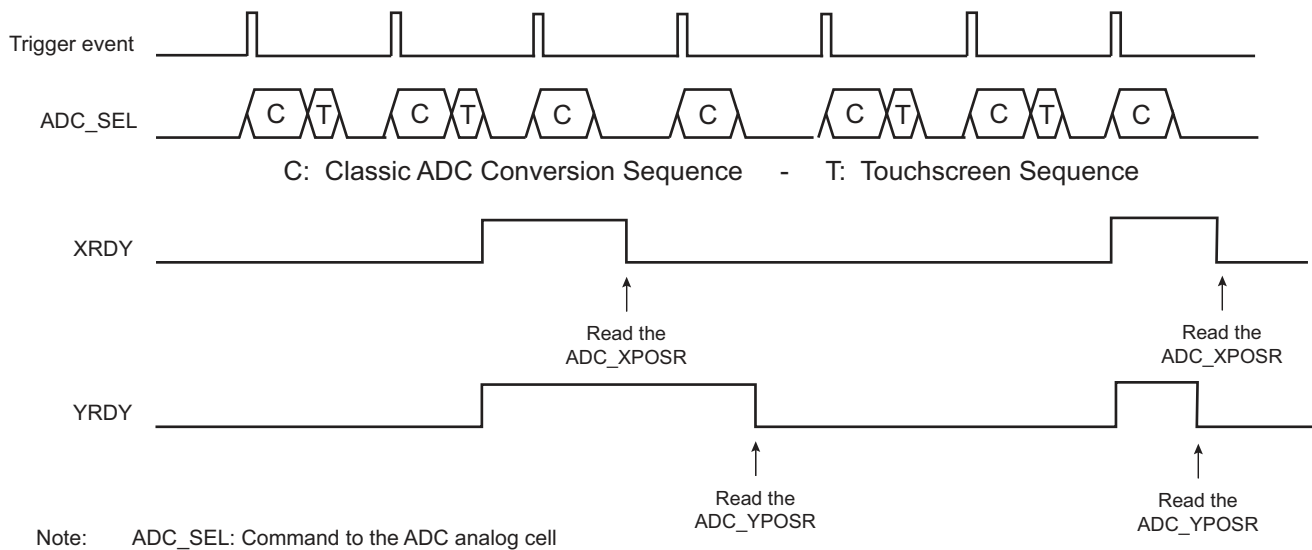 Trigger event
ADC_SEL
C T C T C C C T C T C
C: Classic ADC Conversion Sequence - T: Touchscreen Sequence
XRDY
Read the
ADC_XPOSR
Read the
ADC_XPOSR
YRDY
Read the
ADC_YPOSR
Read the
ADC_YPOSR
Note: ADC_SEL: Command to the ADC analog cell